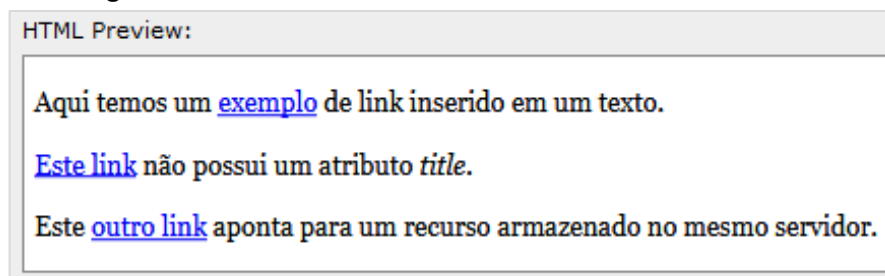 HTML Preview:
Aqui temos um exemplo de link inserido em um texto.
Este link não possui um atributo title.
Este outro link aponta para um recurso armazenado no mesmo servidor.